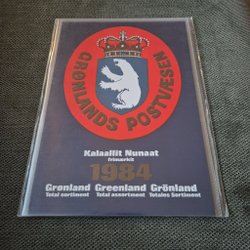 GRØNLANDS POSTVÆSEN
Kalaallit Nunaat
frimærkit
1984
Grønland Greenland Grönland
Total sortiment Total assortment Totales Sortiment